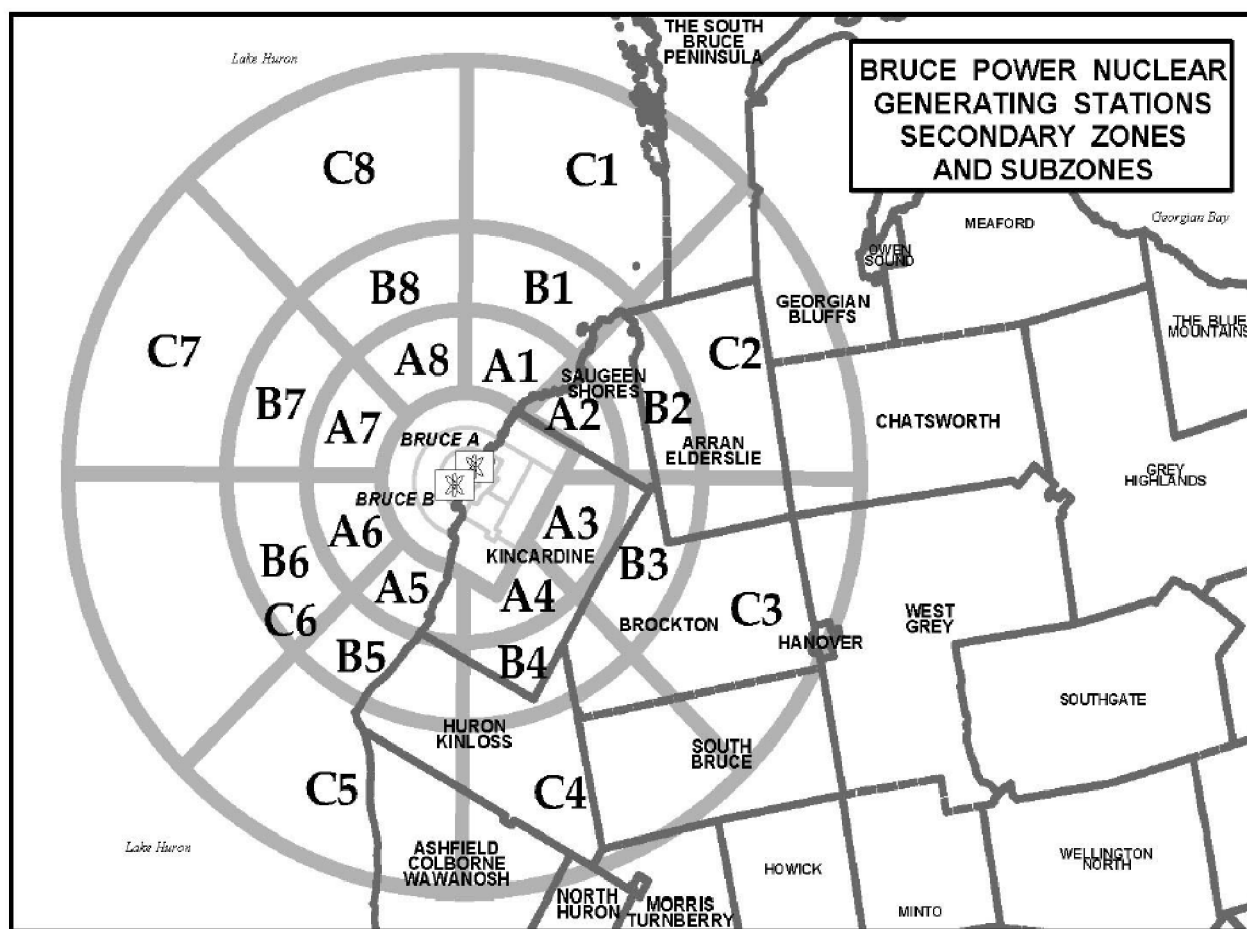 THE SOUTH
BRUCE
PENINSULA
Lake Huron
BRUCE POWER NUCLEAR
GENERATING STATIONS
SECONDARY ZONES
AND SUBZONES
C8
C1
Georgian Bay
MEAFORD
OWEN
SOUND
B8
B1
GEORGIAN
BLUFFS
THE BLUE
MOUNTAINS
C7
A8
A1
C2
SAUGEEN
SHORES
B7
A7
A2
B2
CHATSWORTH
BRUCE A
ARRAN
ELDERSLIE
GREY
HIGHLANDS
BRUCE B
A6
A3
KINCARDINE
B6
B3
A5
A4
C6
BROCKTON
C3
WEST
GREY
HANOVER
B5
B4
SOUTHGATE
HURON
KINLOSS
SOUTH
BRUCE
C5
C4
Lake Huron
ASHFIELD
COLBORNE
WAWANOSH
WELLINGTON
NORTH
HOWICK
NORTH
HURON
MORRIS
TURNBERRY
MINTO